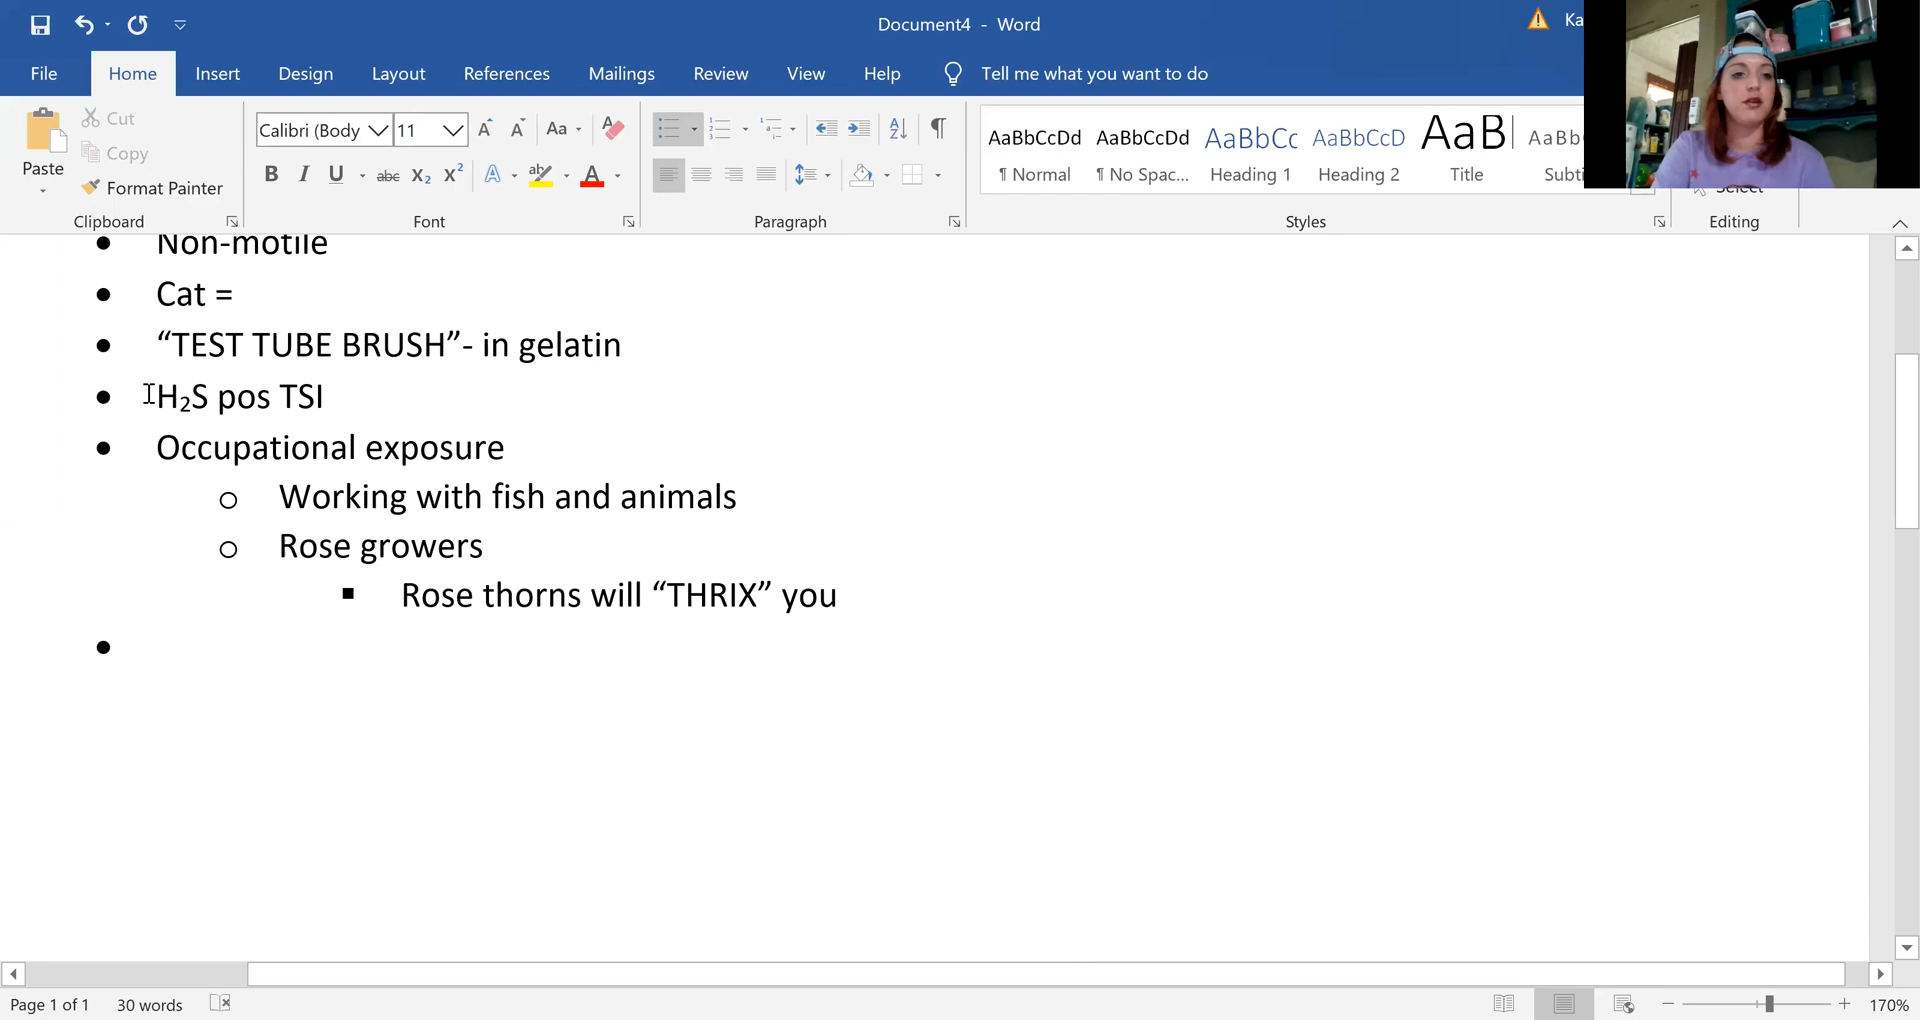 Document4 - Word
Ka
File Home Insert Design Layout References Mailings Review View Help Tell me what you want to do
Paste
Cut
Copy
Format Painter
Clipboard
Calibri (Body 11
Font
Paragraph
AaBbCcDd AaBbCcDd AaBbCc AaBbCcD AaB AaBb
¶ Normal ¶ No Spac... Heading 1 Heading 2 Title Subti
Styles
Select
Editing
Non-motile
Cat =
“TEST TUBE BRUSH”- in gelatin
H₂S pos TSI
Occupational exposure
Working with fish and animals
Rose growers
Rose thorns will “THRIX” you
Page 1 of 1 30 words 170%